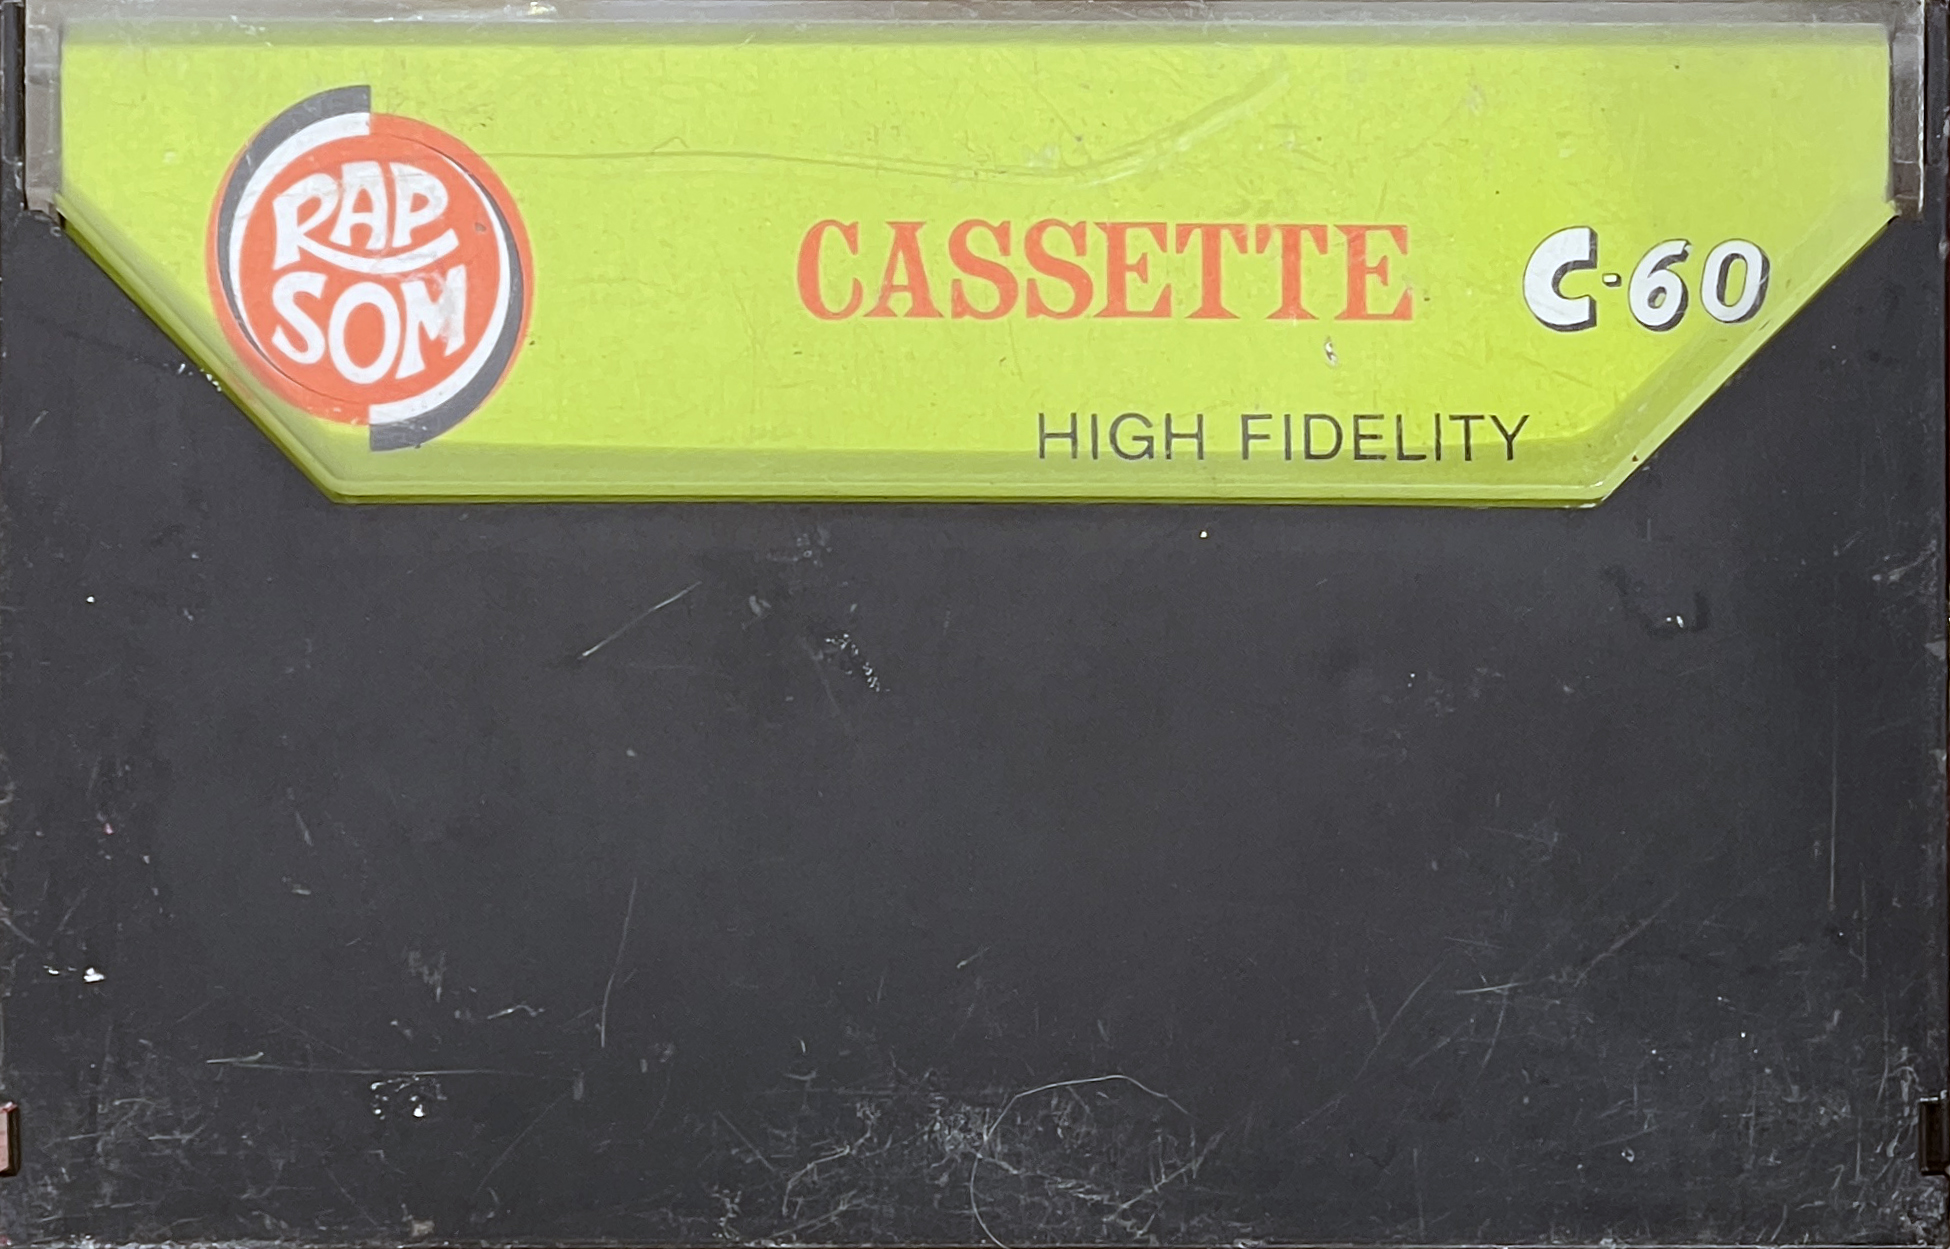 RAP
SOM
CASSETTE C-60
HIGH FIDELITY